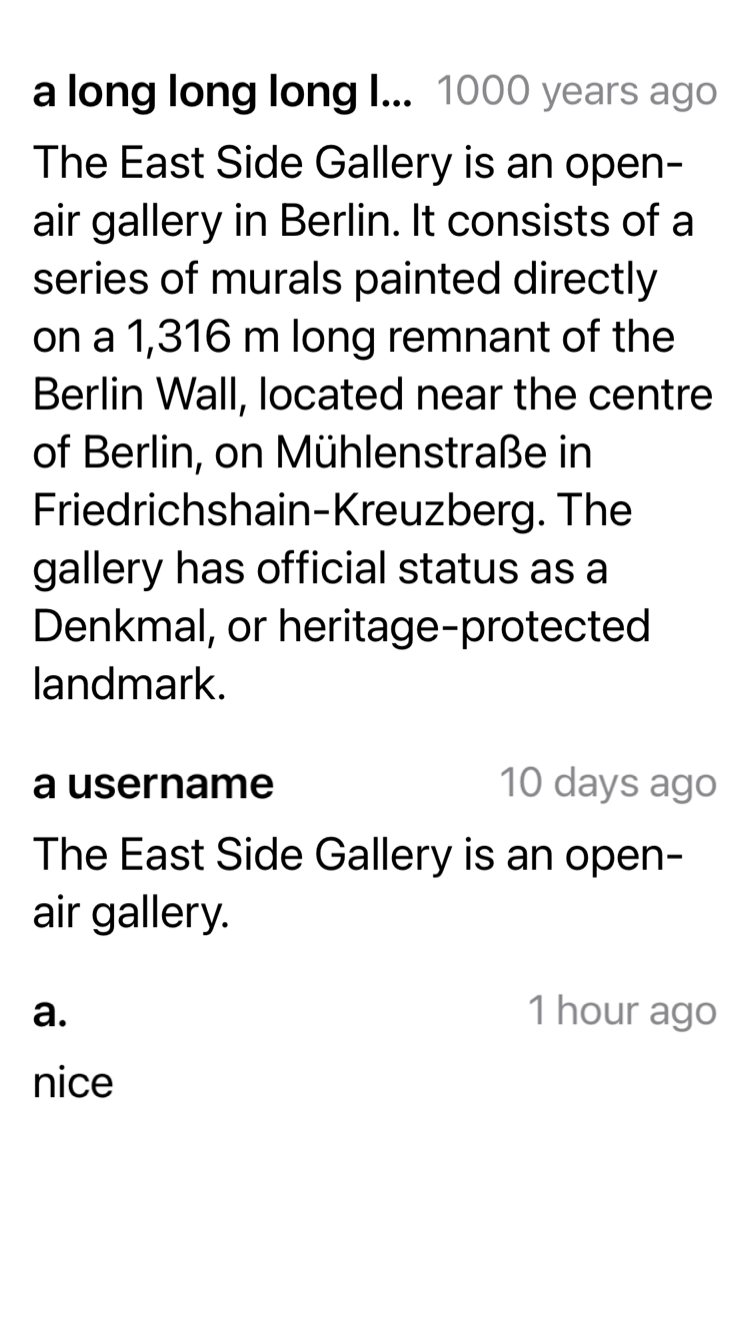 a long long long l... 1000 years ago
The East Side Gallery is an open-
air gallery in Berlin. It consists of a
series of murals painted directly
on a 1,316 m long remnant of the
Berlin Wall, located near the centre
of Berlin, on Mühlenstraße in
Friedrichshain-Kreuzberg. The
gallery has official status as a
Denkmal, or heritage-protected
landmark.
a username 10 days ago
The East Side Gallery is an open-
air gallery.
a. 1 hour ago
nice